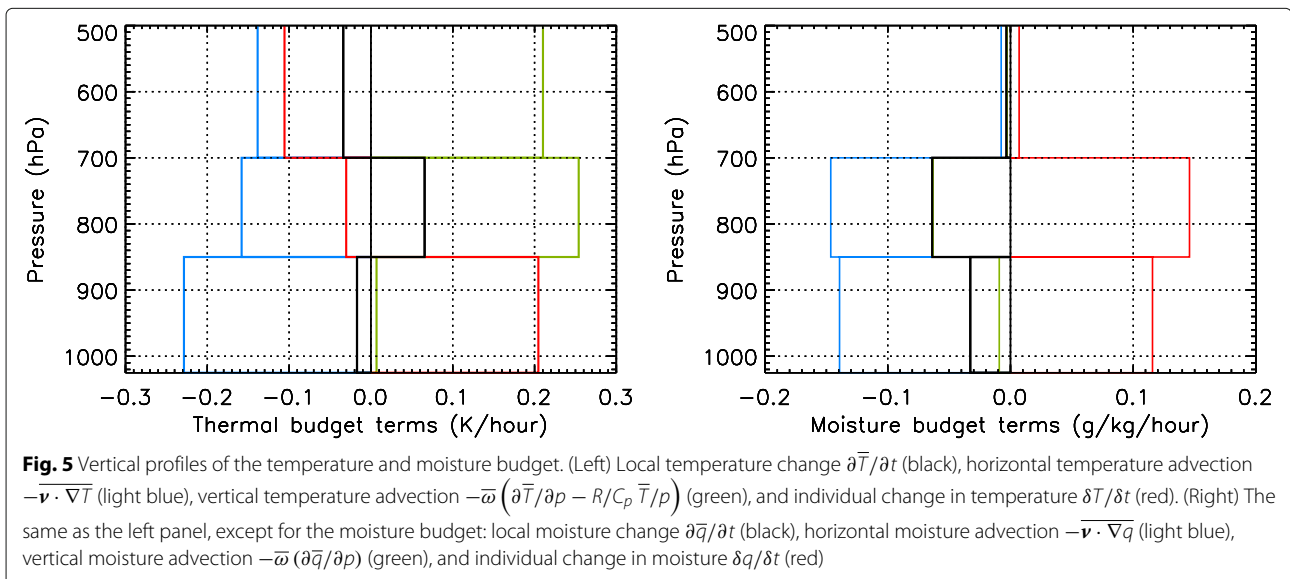 500
600
700
800
900
1000
Pressure (hPa)
−0.3 −0.2 −0.1 0.0 0.1 0.2 0.3
Thermal budget terms (K/hour)
500
600
700
800
900
1000
Pressure (hPa)
−0.2 −0.1 0.0 0.1 0.2
Moisture budget terms (g/kg/hour)
Fig. 5 Vertical profiles of the temperature and moisture budget. (Left) Local temperature change ∂T̅/∂t (black), horizontal temperature advection
−\overline{𝝂 · ∇T} (light blue), vertical temperature advection −ω̅ (∂T̅/∂p − R/Cₚ T̅/p) (green), and individual change in temperature δT/δt (red). (Right) The
same as the left panel, except for the moisture budget: local moisture change ∂q̅/∂t (black), horizontal moisture advection −\overline{𝝂 · ∇q} (light blue),
vertical moisture advection −ω̅ (∂q̅/∂p) (green), and individual change in moisture δq/δt (red)